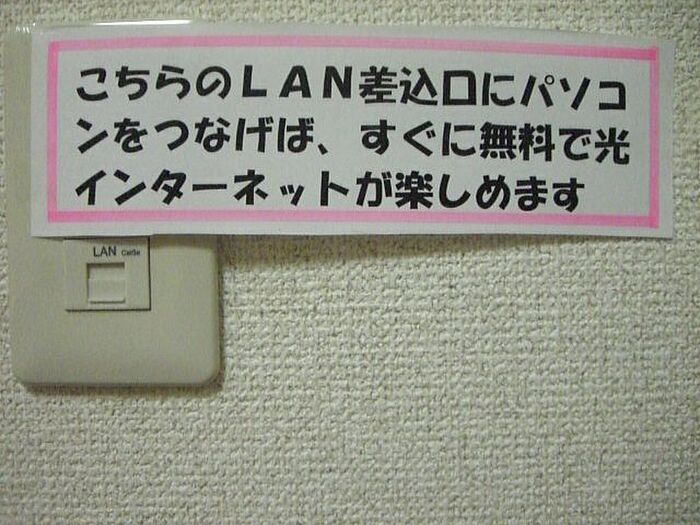 こちらのＬＡＮ差込口にパソコ
ンをつなげば、すぐに無料で光
インターネットが楽しめます
LAN Cat5e